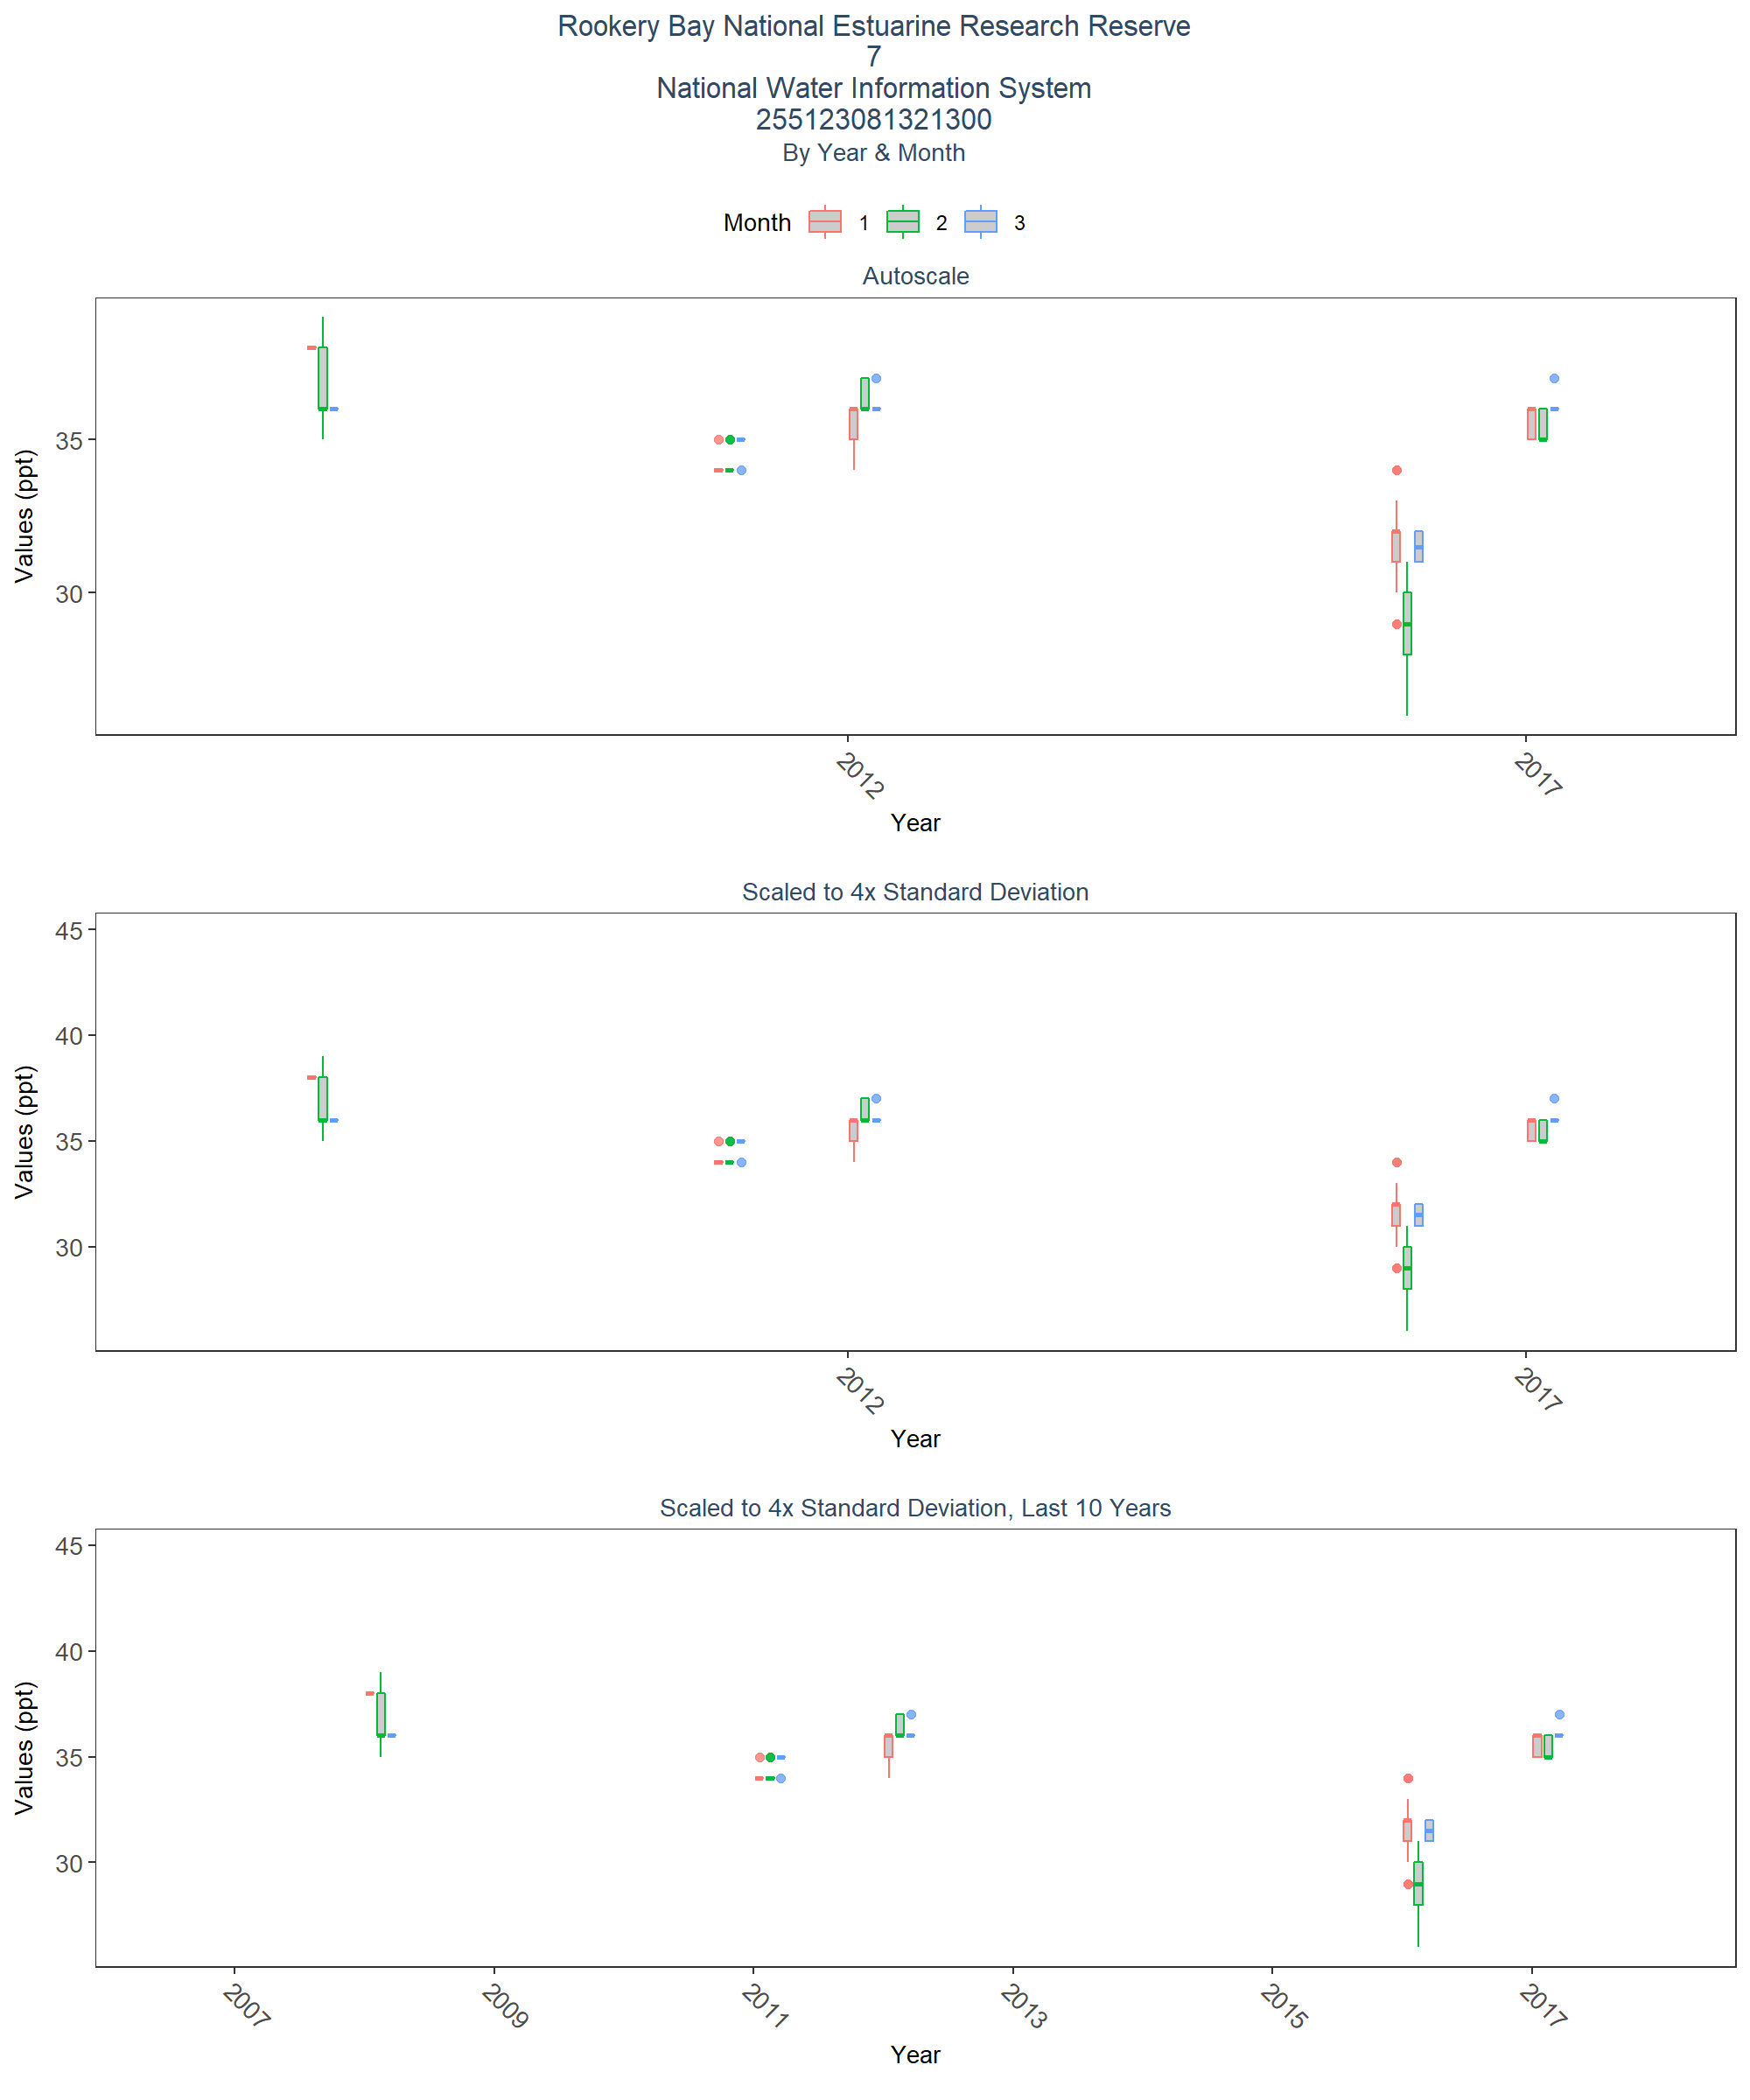 Rookery Bay National Estuarine Research Reserve
7
National Water Information System
255123081321300
By Year & Month
Month 1 2 3
Autoscale
Values (ppt)
35
30
2012 2017
Year
Scaled to 4x Standard Deviation
Values (ppt)
45
40
35
30
2012 2017
Year
Scaled to 4x Standard Deviation, Last 10 Years
Values (ppt)
45
40
35
30
2007 2009 2011 2013 2015 2017
Year